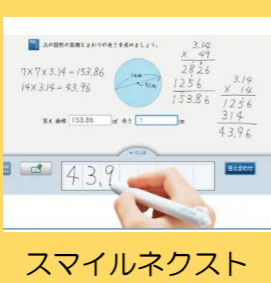 次の図形の面積とまわりの長さを求めましょう。
7×7×3.14=153.86
14×3.14=43.96
14cm
3.14
× 49
2826
1256
153.86
3.14
× 14
1256
314
43.96
答え 面積 153.86 cm² 長さ ? cm
43.9
答え合わせ
スマイルネクスト